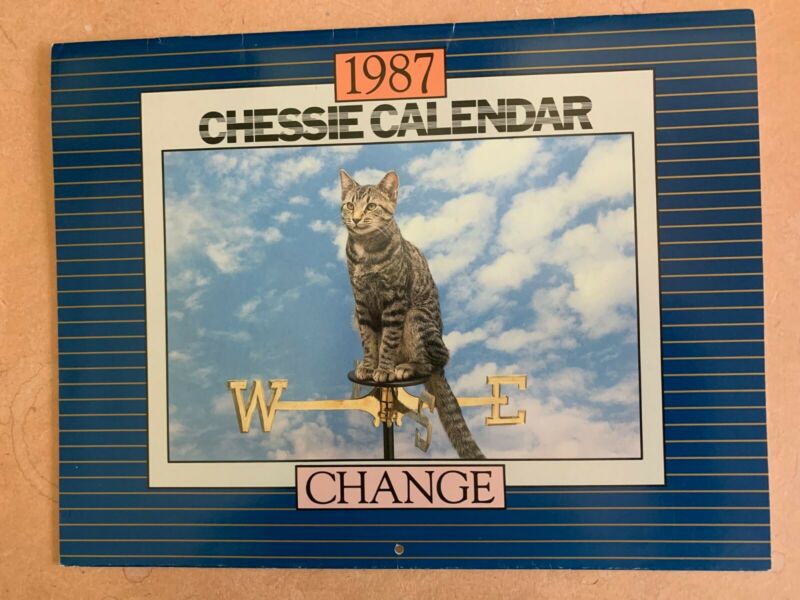 1987
CHESSIE CALENDAR
W S E
CHANGE